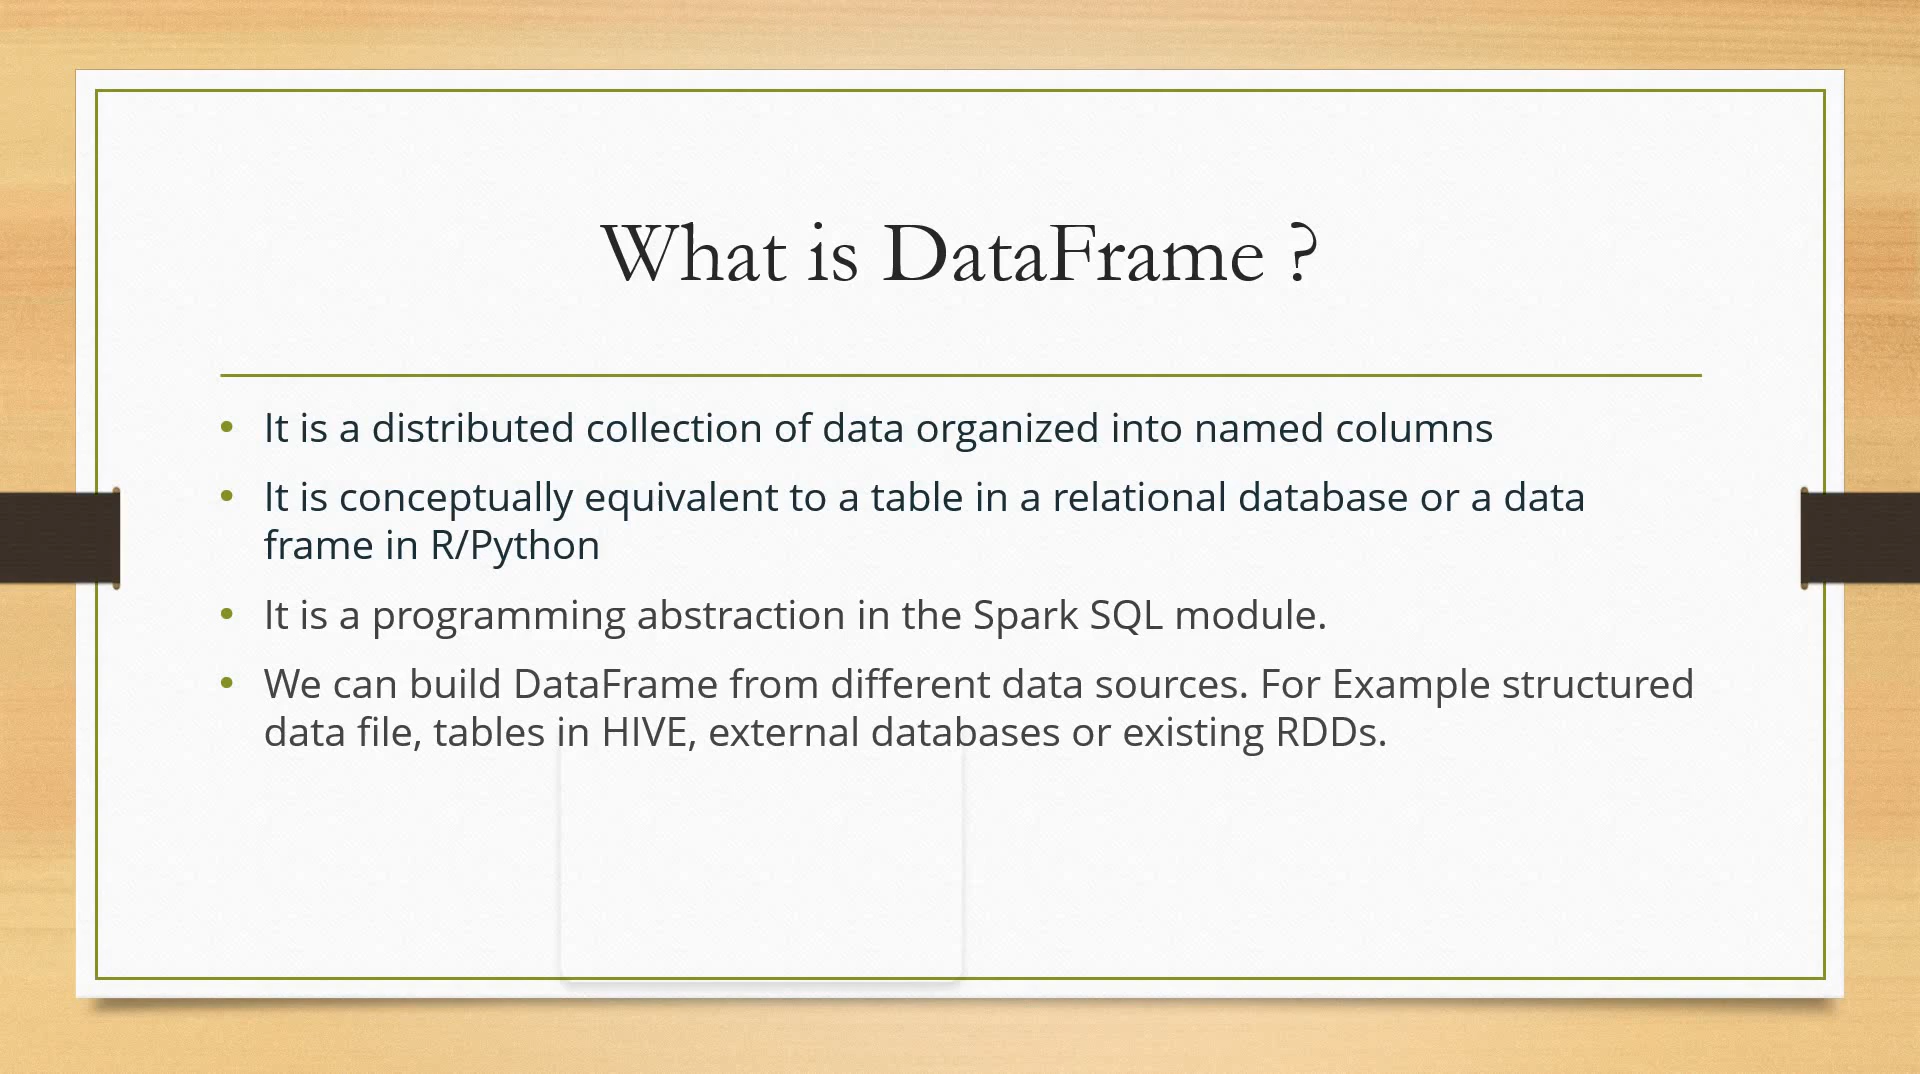 What is DataFrame ?
• It is a distributed collection of data organized into named columns
• It is conceptually equivalent to a table in a relational database or a data
frame in R/Python
• It is a programming abstraction in the Spark SQL module.
• We can build DataFrame from different data sources. For Example structured
data file, tables in HIVE, external databases or existing RDDs.